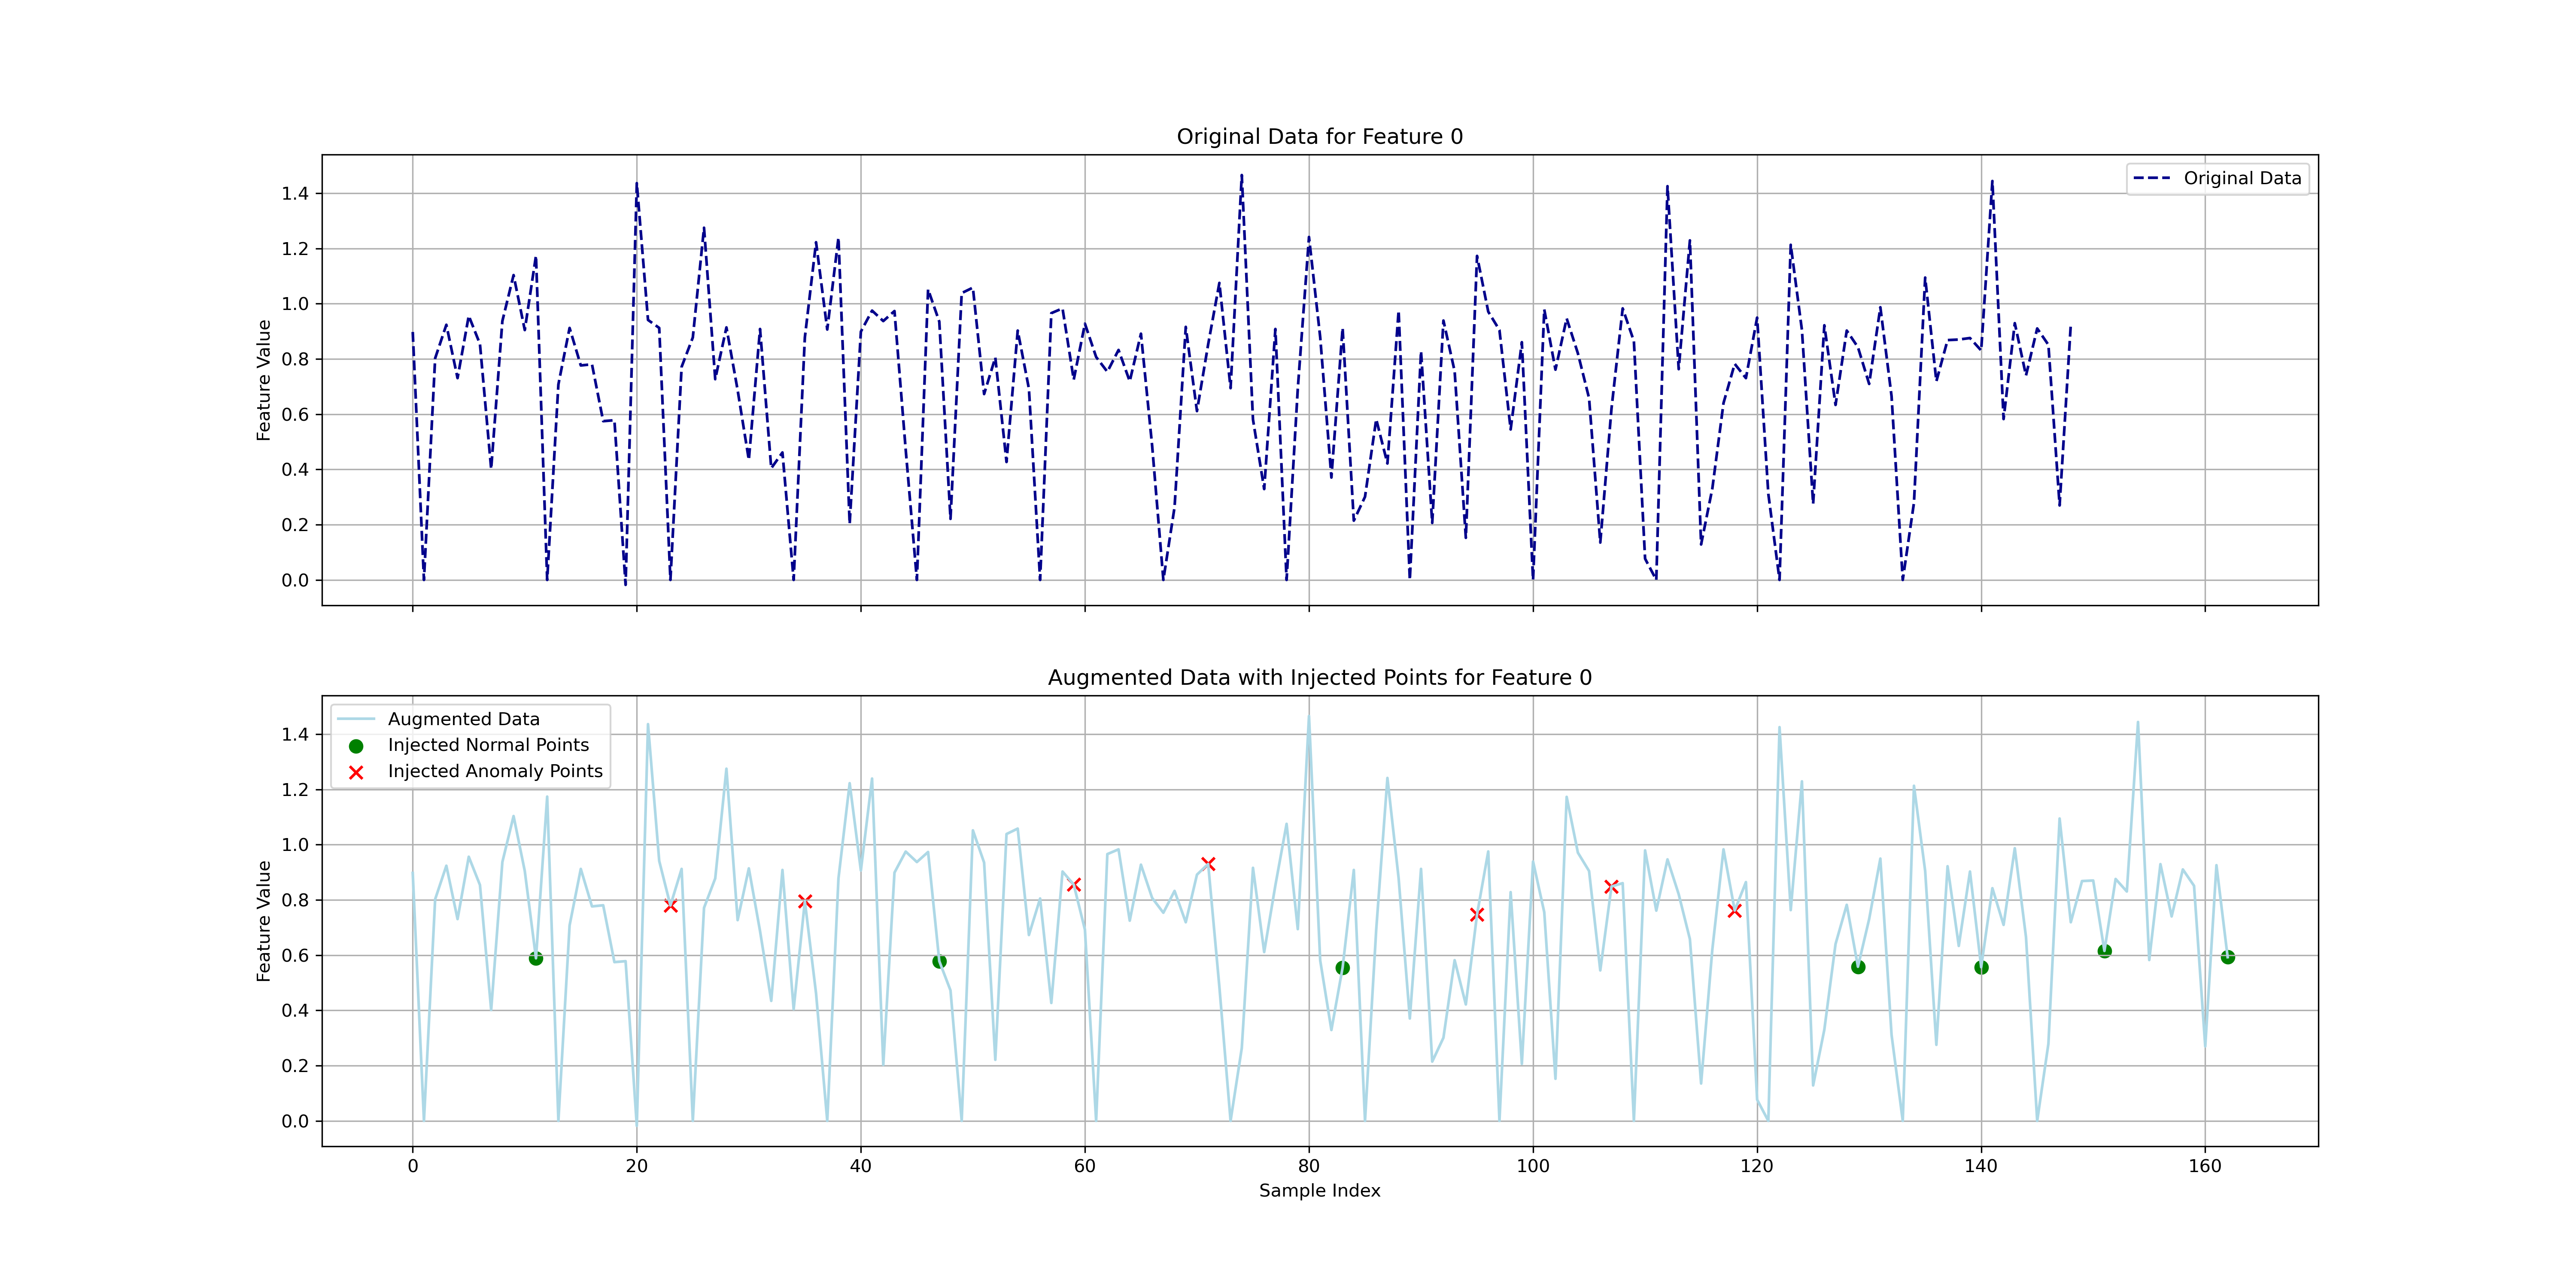 Original Data for Feature 0
Original Data
1.4
1.2
1.0
0.8
0.6
0.4
0.2
0.0
Feature Value
Augmented Data with Injected Points for Feature 0
Augmented Data
Injected Normal Points
Injected Anomaly Points
1.4
1.2
1.0
0.8
0.6
0.4
0.2
0.0
Feature Value
0 20 40 60 80 100 120 140 160
Sample Index